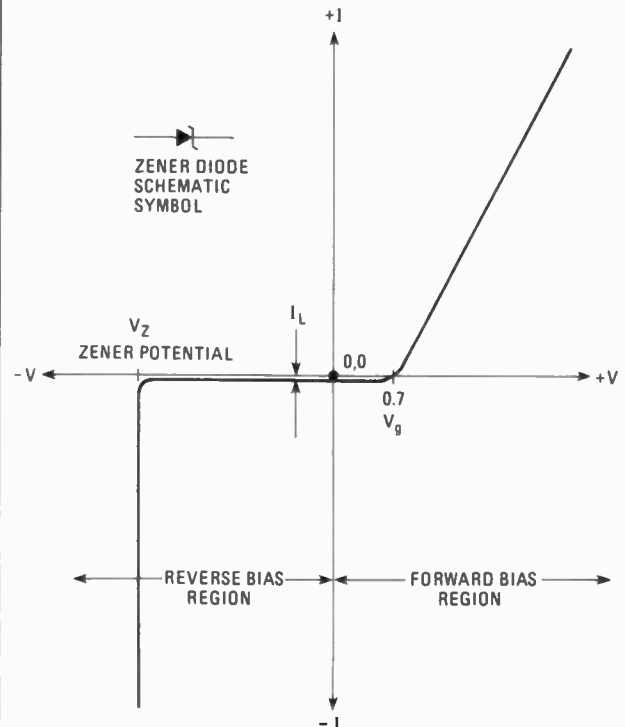 +I
ZENER DIODE
SCHEMATIC
SYMBOL
I_L
V_Z
ZENER POTENTIAL
0,0
-V
+V
0.7
V_g
REVERSE BIAS
REGION
FORWARD BIAS
REGION
-1